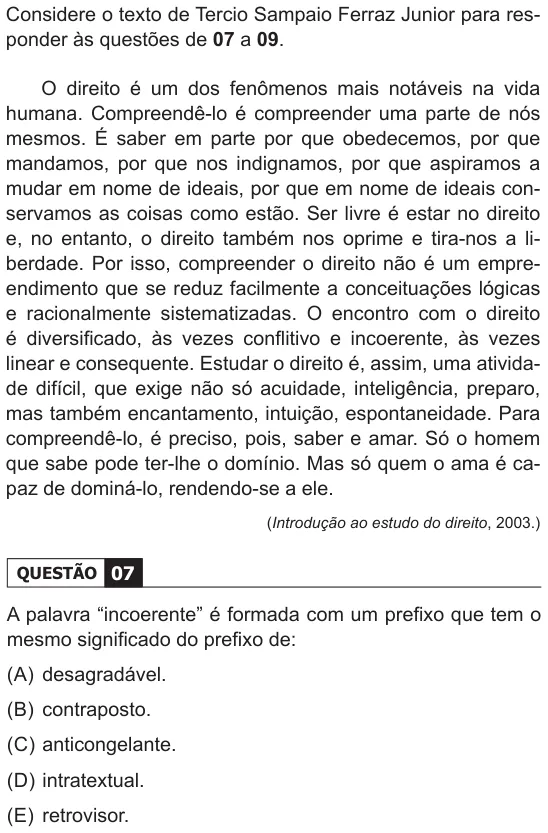 Considere o texto de Tercio Sampaio Ferraz Junior para res-
ponder às questões de 07 a 09.
O direito é um dos fenômenos mais notáveis na vida
humana. Compreendê-lo é compreender uma parte de nós
mesmos. É saber em parte por que obedecemos, por que
mandamos, por que nos indignamos, por que aspiramos a
mudar em nome de ideais, por que em nome de ideais con-
servamos as coisas como estão. Ser livre é estar no direito
e, no entanto, o direito também nos oprime e tira-nos a li-
berdade. Por isso, compreender o direito não é um empre-
endimento que se reduz facilmente a conceituações lógicas
e racionalmente sistematizadas. O encontro com o direito
é diversificado, às vezes conflitivo e incoerente, às vezes
linear e consequente. Estudar o direito é, assim, uma ativida-
de difícil, que exige não só acuidade, inteligência, preparo,
mas também encantamento, intuição, espontaneidade. Para
compreendê-lo, é preciso, pois, saber e amar. Só o homem
que sabe pode ter-lhe o domínio. Mas só quem o ama é ca-
paz de dominá-lo, rendendo-se a ele.
(Introdução ao estudo do direito, 2003.)
QUESTÃO 07
A palavra “incoerente” é formada com um prefixo que tem o
mesmo significado do prefixo de:
(A) desagradável.
(B) contraposto.
(C) anticongelante.
(D) intratextual.
(E) retrovisor.